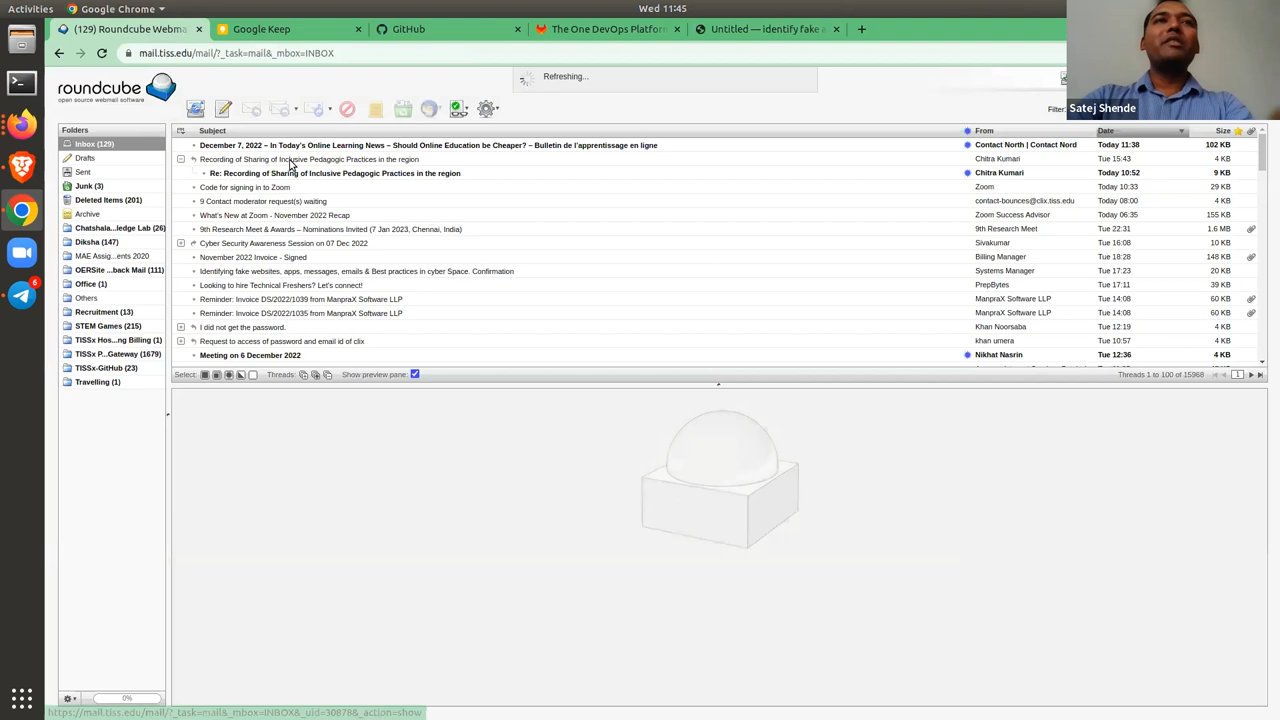 Activities Google Chrome Wed 11:45
(129) Roundcube Webma Google Keep GitHub The One DevOps Platfor Untitled — identify fake a
mail.tiss.edu/mail/?_task=mail&_mbox=INBOX
Refreshing...
roundcube
open source webmail software
Filter:
Satej Shende
Folders
Inbox (129)
Drafts
Sent
Junk (3)
Deleted Items (201)
Archive
Chatshala...ledge Lab (26)
Diksha (147)
MAE Assig...ents 2020
OERSite ...back Mail (111)
Office (1)
Others
Recruitment (13)
STEM Games (215)
TISSx Hos...ng Billing (1)
TISSx P...Gateway (1679)
TISSx-GitHub (23)
Travelling (1)
Subject From Date Size
December 7, 2022 – In Today's Online Learning News – Should Online Education be Cheaper? – Bulletin de l'apprentissage en ligne Contact North | Contact Nord Today 11:38 102 KB
Recording of Sharing of Inclusive Pedagogic Practices in the region Chitra Kumari Tue 15:43 4 KB
Re: Recording of Sharing of Inclusive Pedagogic Practices in the region Chitra Kumari Today 10:52 9 KB
Code for signing in to Zoom Zoom Today 10:33 29 KB
9 Contact moderator request(s) waiting contact-bounces@clix.tiss.edu Today 08:00 4 KB
What's New at Zoom - November 2022 Recap Zoom Success Advisor Today 06:35 155 KB
9th Research Meet & Awards – Nominations Invited (7 Jan 2023, Chennai, India) 9th Research Meet Tue 22:31 1.6 MB
Cyber Security Awareness Session on 07 Dec 2022 Sivakumar Tue 16:08 10 KB
November 2022 Invoice - Signed Billing Manager Tue 18:28 148 KB
Identifying fake websites, apps, messages, emails & Best practices in cyber Space. Confirmation Systems Manager Tue 17:23 20 KB
Looking to hire Technical Freshers? Let's connect! PrepBytes Tue 17:11 39 KB
Reminder: Invoice DS/2022/1039 from ManpraX Software LLP ManpraX Software LLP Tue 14:08 60 KB
Reminder: Invoice DS/2022/1035 from ManpraX Software LLP ManpraX Software LLP Tue 14:08 60 KB
I did not get the password. Khan Noorsaba Tue 12:19 4 KB
Request to access of password and email id of clix khan umera Tue 10:57 4 KB
Meeting on 6 December 2022 Nikhat Nasrin Tue 12:36 4 KB
Select: Threads: Show preview pane: Threads 1 to 100 of 15968 1
6
0%
https://mail.tiss.edu/mail/?_task=mail&_mbox=INBOX&_uid=30878&_action=show